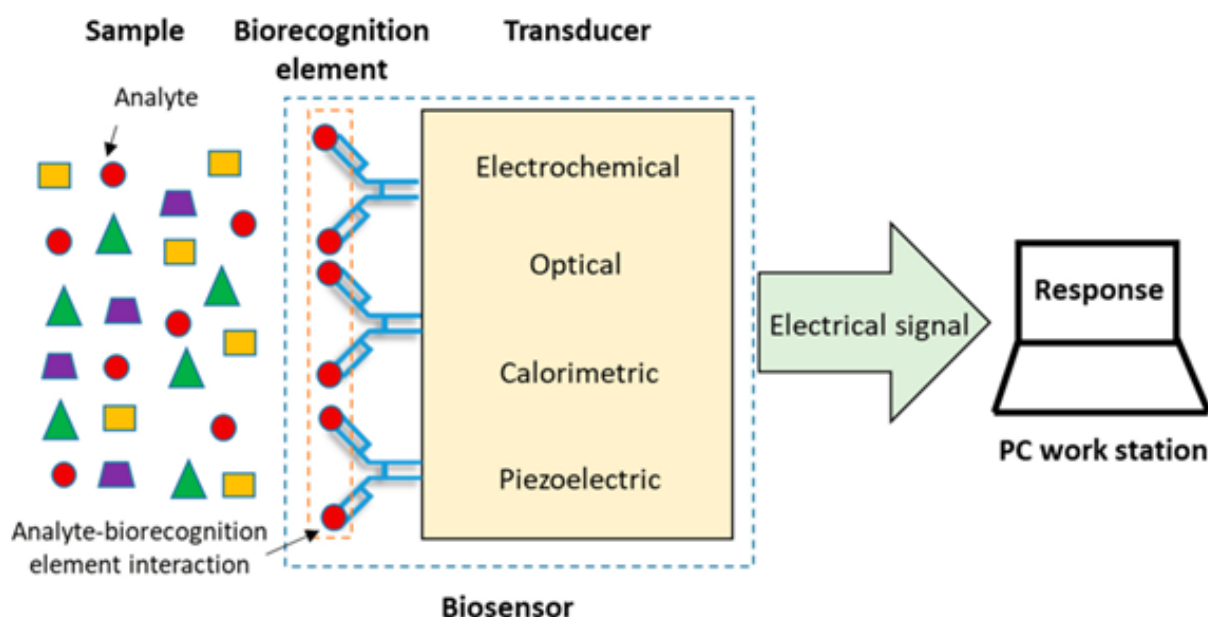 Sample
Biorecognition
element
Transducer
Analyte
Electrochemical
Optical
Calorimetric
Piezoelectric
Electrical signal
Response
PC work station
Analyte-biorecognition
element interaction
Biosensor